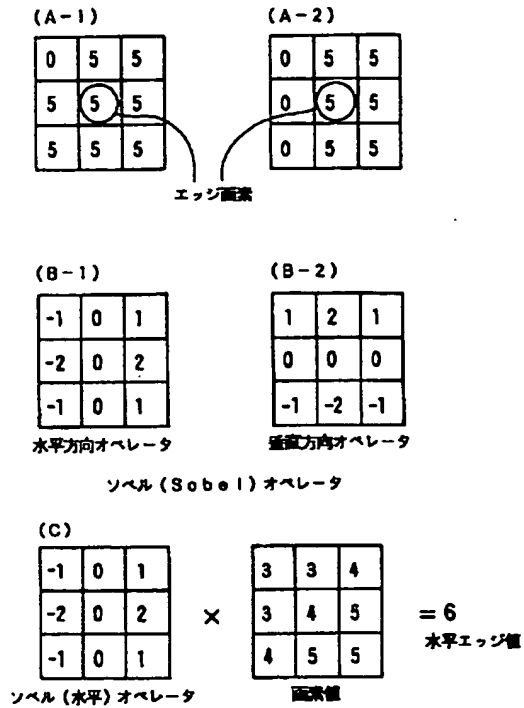 (A-1) (A-2)
0 5 5 0 5 5
5 5 5 0 5 5
5 5 5 0 5 5
エッジ画素
(B-1) (B-2)
-1 0 1 1 2 1
-2 0 2 0 0 0
-1 0 1 -1 -2 -1
水平方向オペレータ 垂直方向オペレータ
ソベル(Sobel)オペレータ
(C)
-1 0 1 3 3 4
-2 0 2 × 3 4 5 =6
-1 0 1 4 5 5 水平エッジ値
ソベル(水平)オペレータ 画素値